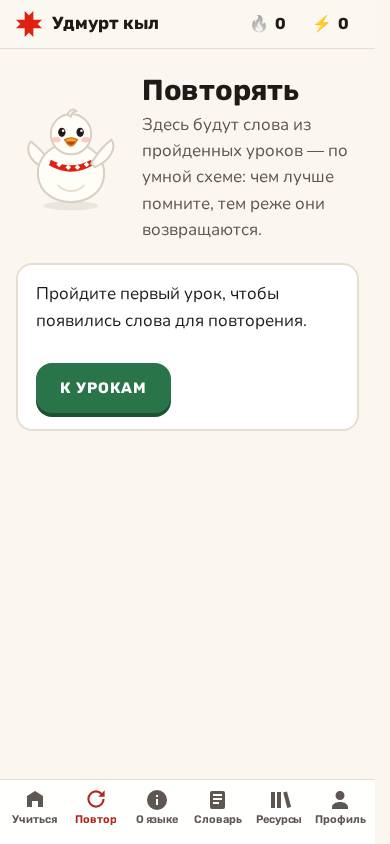 Удмурт кыл
0
0
Повторять
Здесь будут слова из
пройденных уроков — по
умной схеме: чем лучше
помните, тем реже они
возвращаются.
Пройдите первый урок, чтобы
появились слова для повторения.
К УРОКАМ
Учиться
Повтор
О языке
Словарь
Ресурсы
Профиль